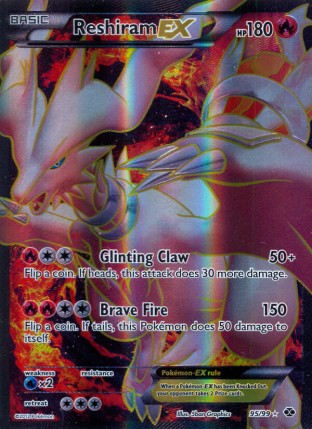 BASIC
Reshiram EX HP180
Glinting Claw 50+
Flip a coin. If heads, this attack does 30 more damage.
Brave Fire 150
Flip a coin. If tails, this Pokémon does 50 damage to
itself.
weakness resistance
×2
Pokémon-EX rule
When a Pokémon-EX has been Knocked Out,
your opponent takes 2 Prize cards.
retreat
©2012 Pokémon
Illus. 5ban Graphics 95/99